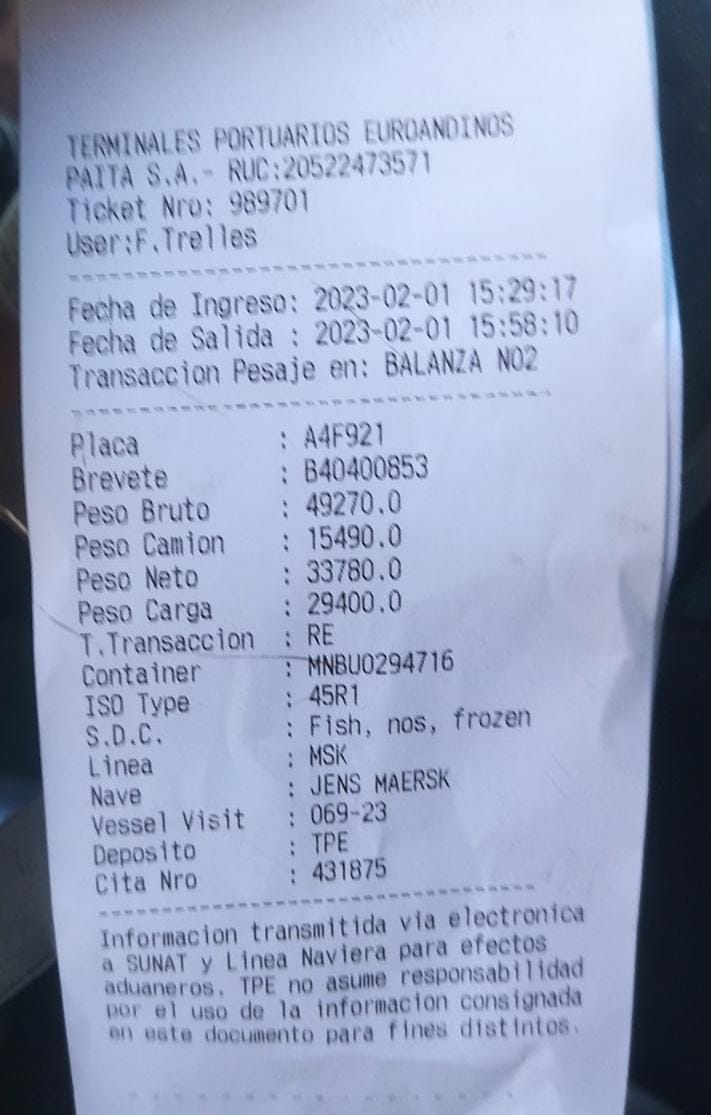 TERMINALES PORTUARIOS EUROANDINOS
PAITA S.A.- RUC:20522473571
Ticket Nro: 989701
User:F.Trelles
--------------------------------
Fecha de Ingreso: 2023-02-01 15:29:17
Fecha de Salida : 2023-02-01 15:58:10
Transaccion Pesaje en: BALANZA NO2
--------------------------------
Placa : A4F921
Brevete : B40400853
Peso Bruto : 49270.0
Peso Camion : 15490.0
Peso Neto : 33780.0
Peso Carga : 29400.0
T.Transaccion : RE
Container : MNBU0294716
ISO Type : 45R1
S.D.C. : Fish, nos, frozen
Linea : MSK
Nave : JENS MAERSK
Vessel Visit : 069-23
Deposito : TPE
Cita Nro : 431875
--------------------------------
Informacion transmitida via electronica
a SUNAT y Linea Naviera para efectos
aduaneros. TPE no asume responsabilidad
por el uso de la informacion consignada
en este documento para fines distintos.